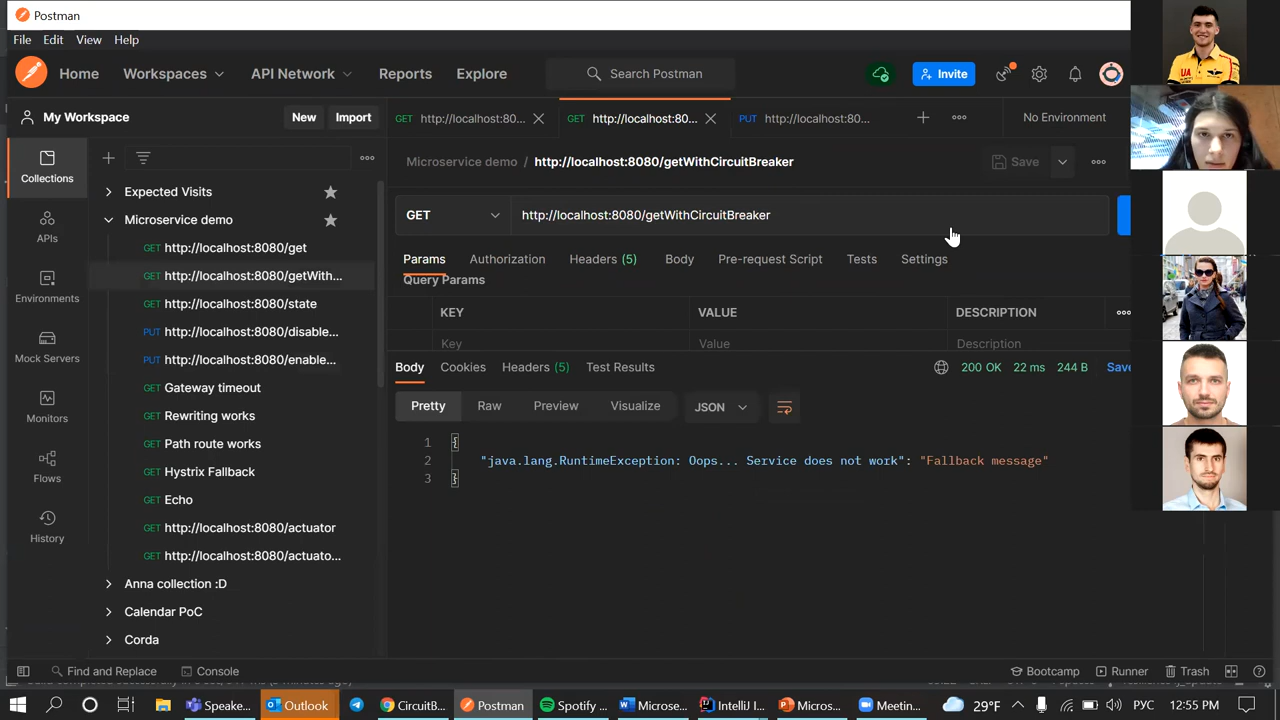 Postman
File Edit View Help
Home Workspaces API Network Reports Explore Search Postman Invite
My Workspace New Import GET http://localhost:80... GET http://localhost:80... PUT http://localhost:80... No Environment
Microservice demo / http://localhost:8080/getWithCircuitBreaker Save
GET http://localhost:8080/getWithCircuitBreaker
Params Authorization Headers (5) Body Pre-request Script Tests Settings
Query Params
KEY VALUE DESCRIPTION
Key Value Description
Body Cookies Headers (5) Test Results 200 OK 22 ms 244 B Save
Pretty Raw Preview Visualize JSON
1 {
2 "java.lang.RuntimeException: Oops... Service does not work": "Fallback message"
3 }
Collections
APIs
Environments
Mock Servers
Monitors
Flows
History
Expected Visits
Microservice demo
GET http://localhost:8080/get
GET http://localhost:8080/getWith...
GET http://localhost:8080/state
PUT http://localhost:8080/disable...
PUT http://localhost:8080/enable...
GET Gateway timeout
GET Rewriting works
GET Path route works
GET Hystrix Fallback
GET Echo
GET http://localhost:8080/actuator
GET http://localhost:8080/actuato...
Anna collection :D
Calendar PoC
Corda
Find and Replace Console Bootcamp Runner Trash
Speake... Outlook CircuitB... Postman Spotify ... Microse... IntelliJ I... Micros... Meetin... 29°F РУС 12:55 PM
UA